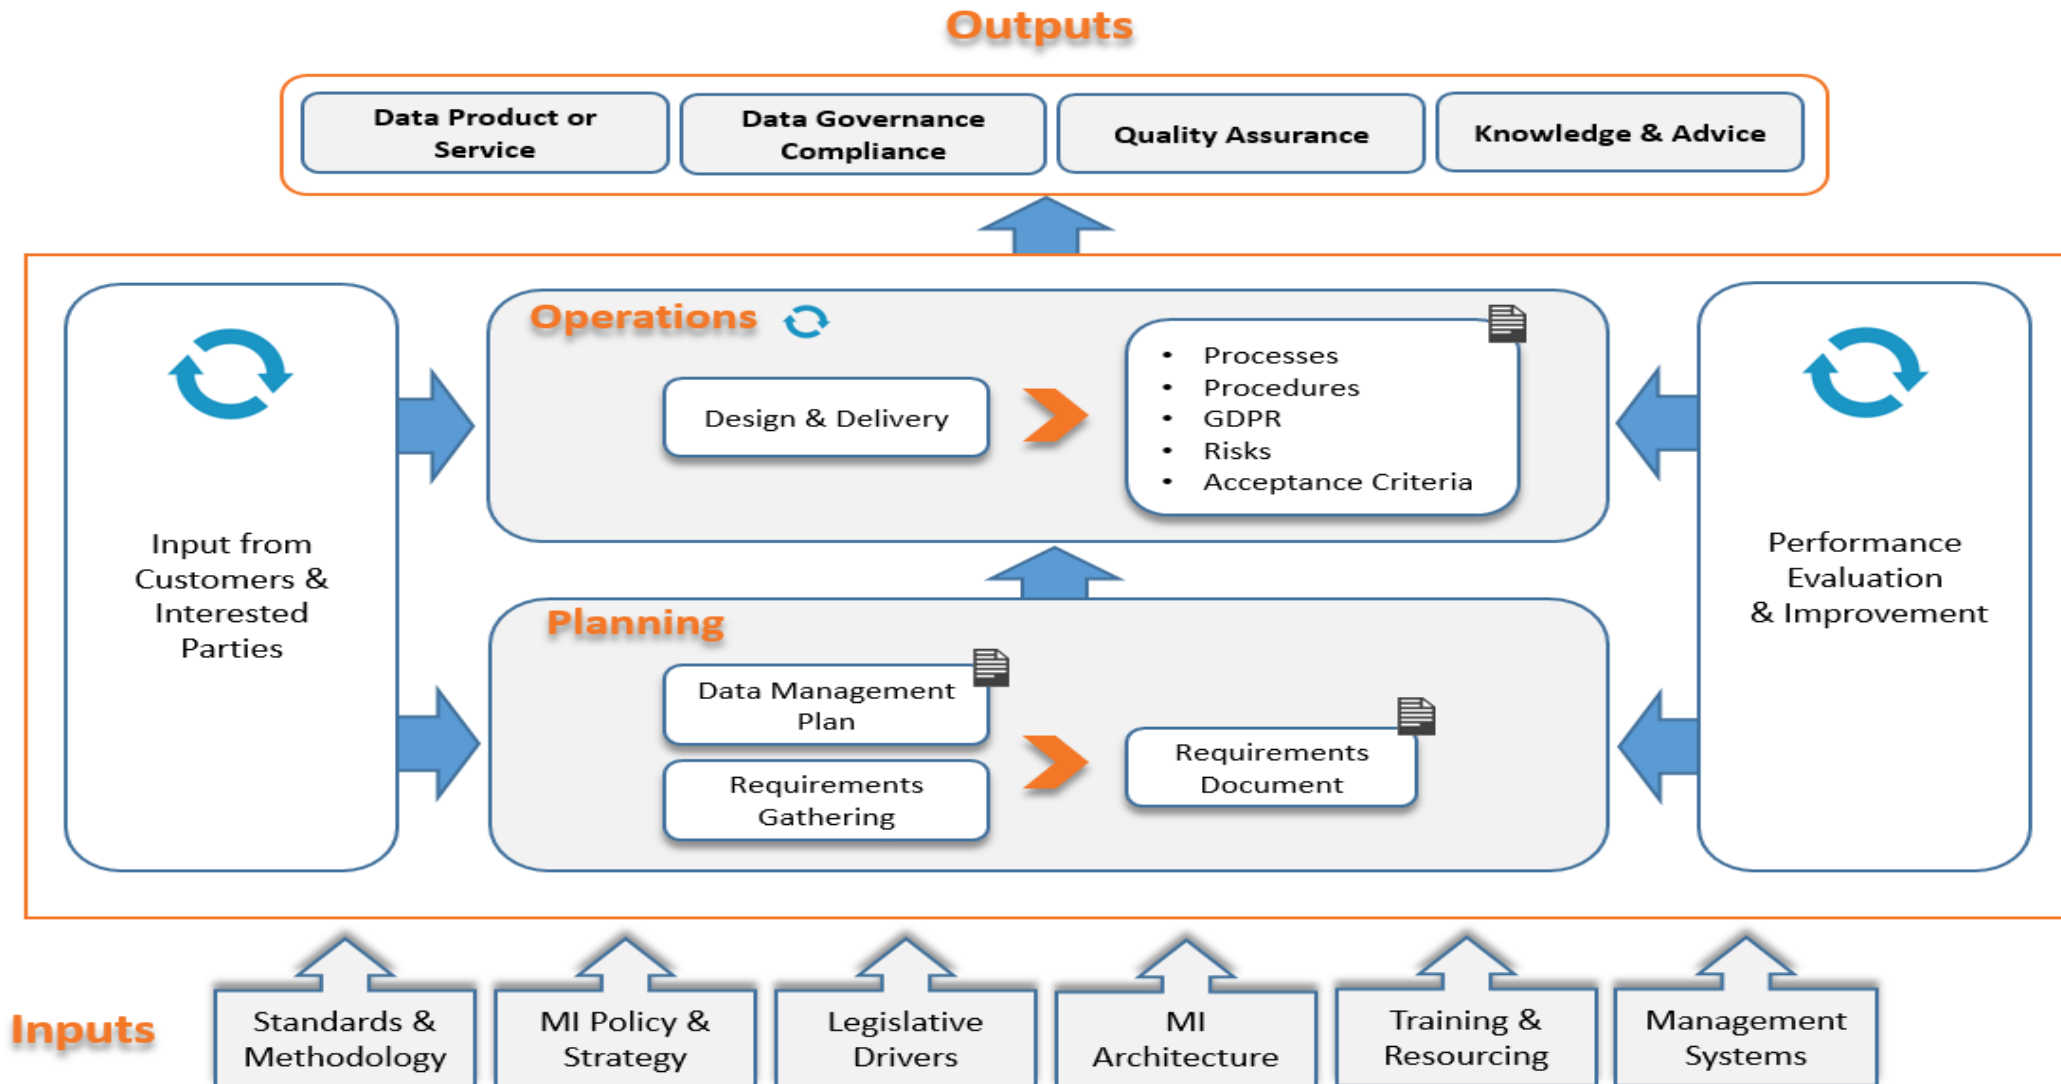 Outputs
Data Product or
Service
Data Governance
Compliance
Quality Assurance
Knowledge & Advice
Input from
Customers &
Interested
Parties
Operations
Design & Delivery
• Processes
• Procedures
• GDPR
• Risks
• Acceptance Criteria
Planning
Data Management
Plan
Requirements
Gathering
Requirements
Document
Performance
Evaluation
& Improvement
Inputs
Standards &
Methodology
MI Policy &
Strategy
Legislative
Drivers
MI
Architecture
Training &
Resourcing
Management
Systems